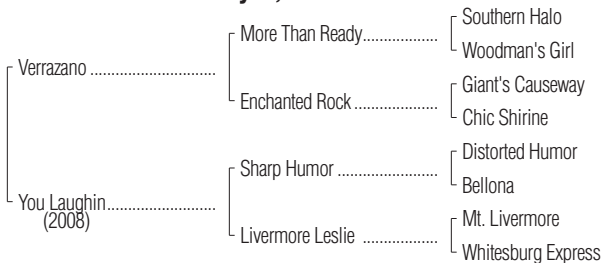 Southern Halo
More Than Ready..................
Woodman's Girl
Verrazano ..............................
Giant's Causeway
Enchanted Rock ....................
Chic Shirine
Distorted Humor
Sharp Humor ........................
Bellona
You Laughin..........................
(2008)
Mt. Livermore
Livermore Leslie ..................
Whitesburg Express